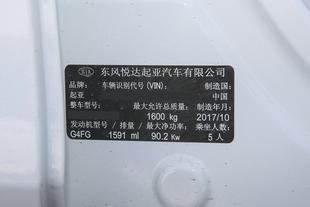 KIA 东风悦达起亚汽车有限公司
品牌: 车辆识别代号(VIN): 制造国:
中国
整车型号: 最大允许总质量: 制造年月:
1600 kg 2017/10
发动机型号 / 排量 / 最大净功率: 乘坐人数:
G4FG 1591 ml 90.2 Kw 5 人